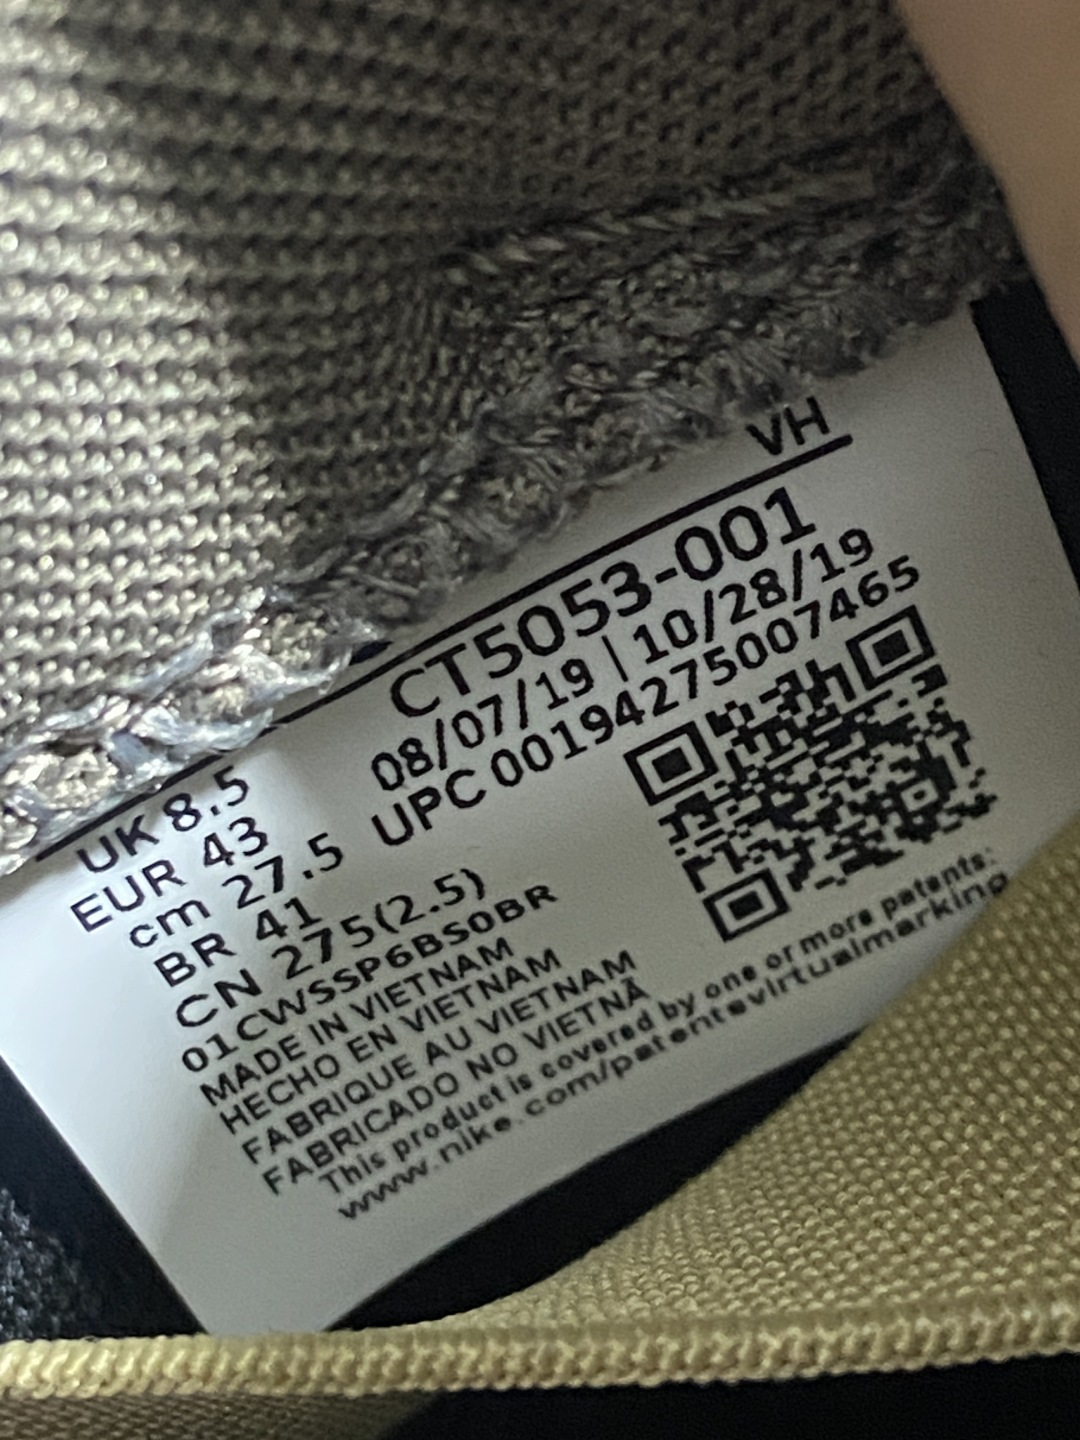 VH
CT5053-001
08/07/19 | 10/28/19
UPC 00194275007465
UK 8.5
EUR 43
cm 27.5
BR 41
CN 275(2.5)
01CWSSP6BS0BR
MADE IN VIETNAM
HECHO EN VIETNAM
FABRIQUE AU VIETNAM
FABRICADO NO VIETNÃ
This product is covered by one or more patents:
www.nike.com/patentsvirtualmarking